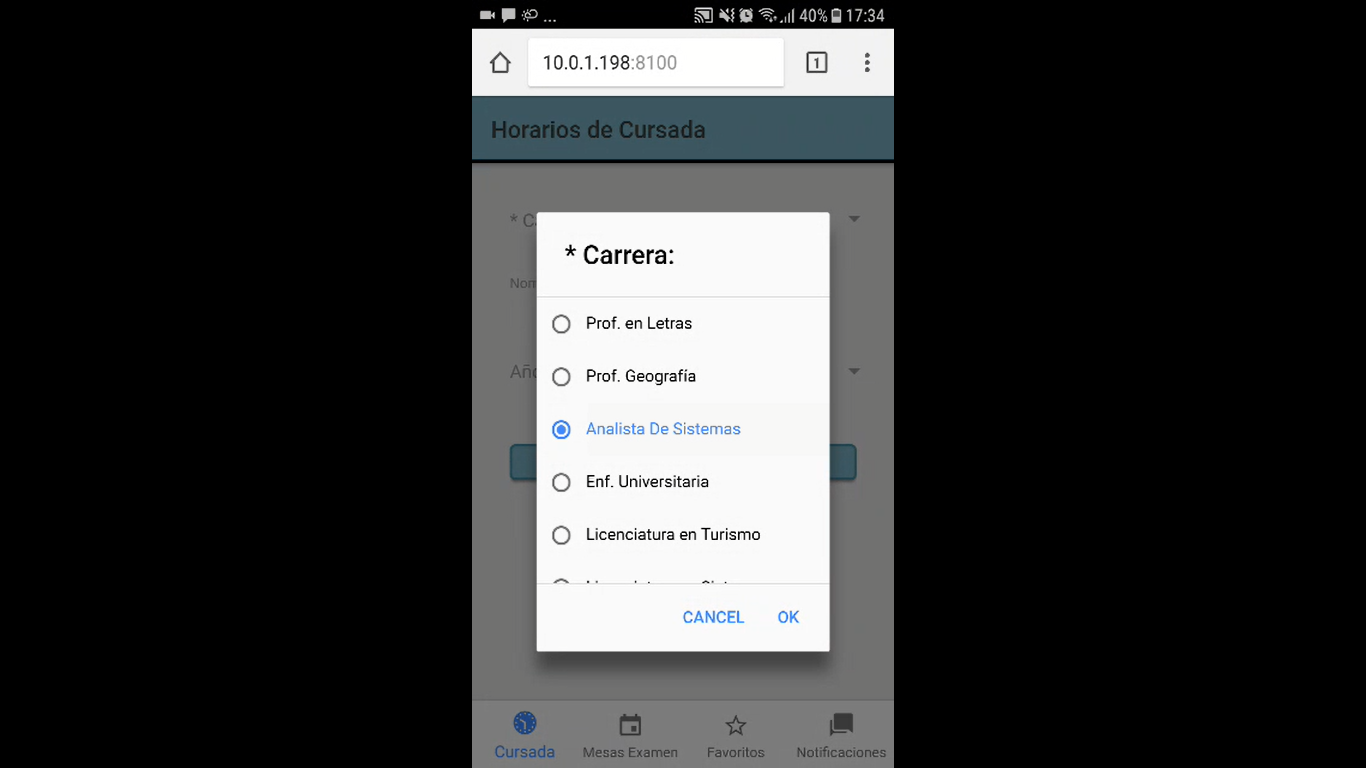 ... 40% 17:34
10.0.1.198:8100 1
Horarios de Cursada
*
* Carrera:
Prof. en Letras
Prof. Geografía
Analista De Sistemas
Enf. Universitaria
Licenciatura en Turismo
CANCEL OK
Cursada Mesas Examen Favoritos Notificaciones